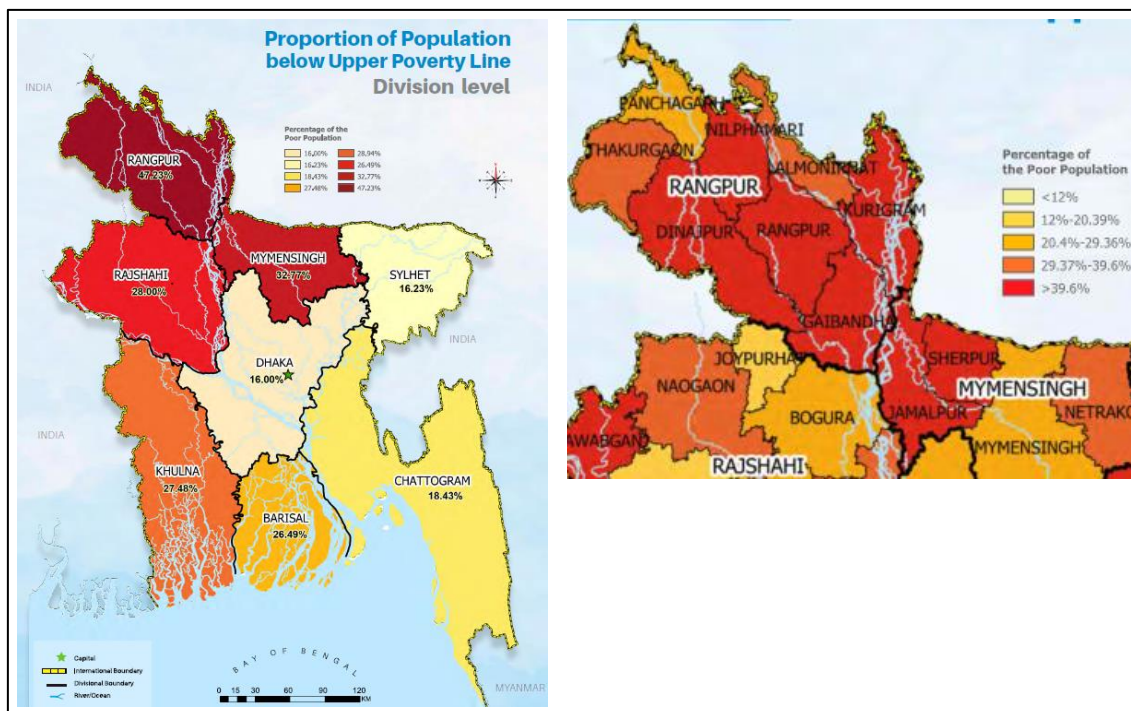 Proportion of Population
below Upper Poverty Line
Division level
INDIA
Percentage of the
Poor Population
16.00% 28.94%
16.23% 26.49%
18.43% 32.77%
27.48% 47.23%
RANGPUR
47.23%
MYMENSINGH
32.77%
SYLHET
16.23%
RAJSHAHI
28.00%
INDIA
DHAKA
16.00%
INDIA
KHULNA
27.48%
CHATTOGRAM
18.43%
BARISAL
26.49%
Capital
International Boundary
Divisional Boundary
River/Ocean
BAY OF BENGAL
0 15 30 60 90 120
KM
MYANMAR
PANCHAGARH
NILPHAMARI
THAKURGAON
LALMONIRHAT
RANGPUR
KURIGRAM
DINAJPUR
RANGPUR
GAIBANDHA
JOYPURHAT
SHERPUR
NAOGAON
MYMENSINGH
BOGURA
JAMALPUR
NETRAKO
AWABGANJ
MYMENSINGH
RAJSHAHI
Percentage of
the Poor Population
<12%
12%-20.39%
20.4%-29.36%
29.37%-39.6%
>39.6%